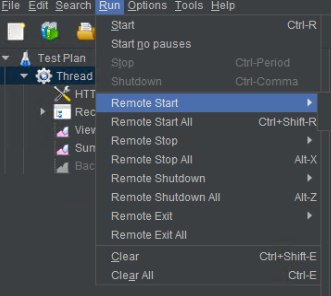 File Edit Search Run Options Tools Help
Start Ctrl-R
Start no pauses
Stop Ctrl-Period
Shutdown Ctrl-Comma
Remote Start
Remote Start All Ctrl+Shift-R
Remote Stop
Remote Stop All Alt-X
Remote Shutdown
Remote Shutdown All Alt-Z
Remote Exit
Remote Exit All
Clear Ctrl+Shift-E
Clear All Ctrl-E
Test Plan
Thread
HTT
Rec
View
Sum
Bac